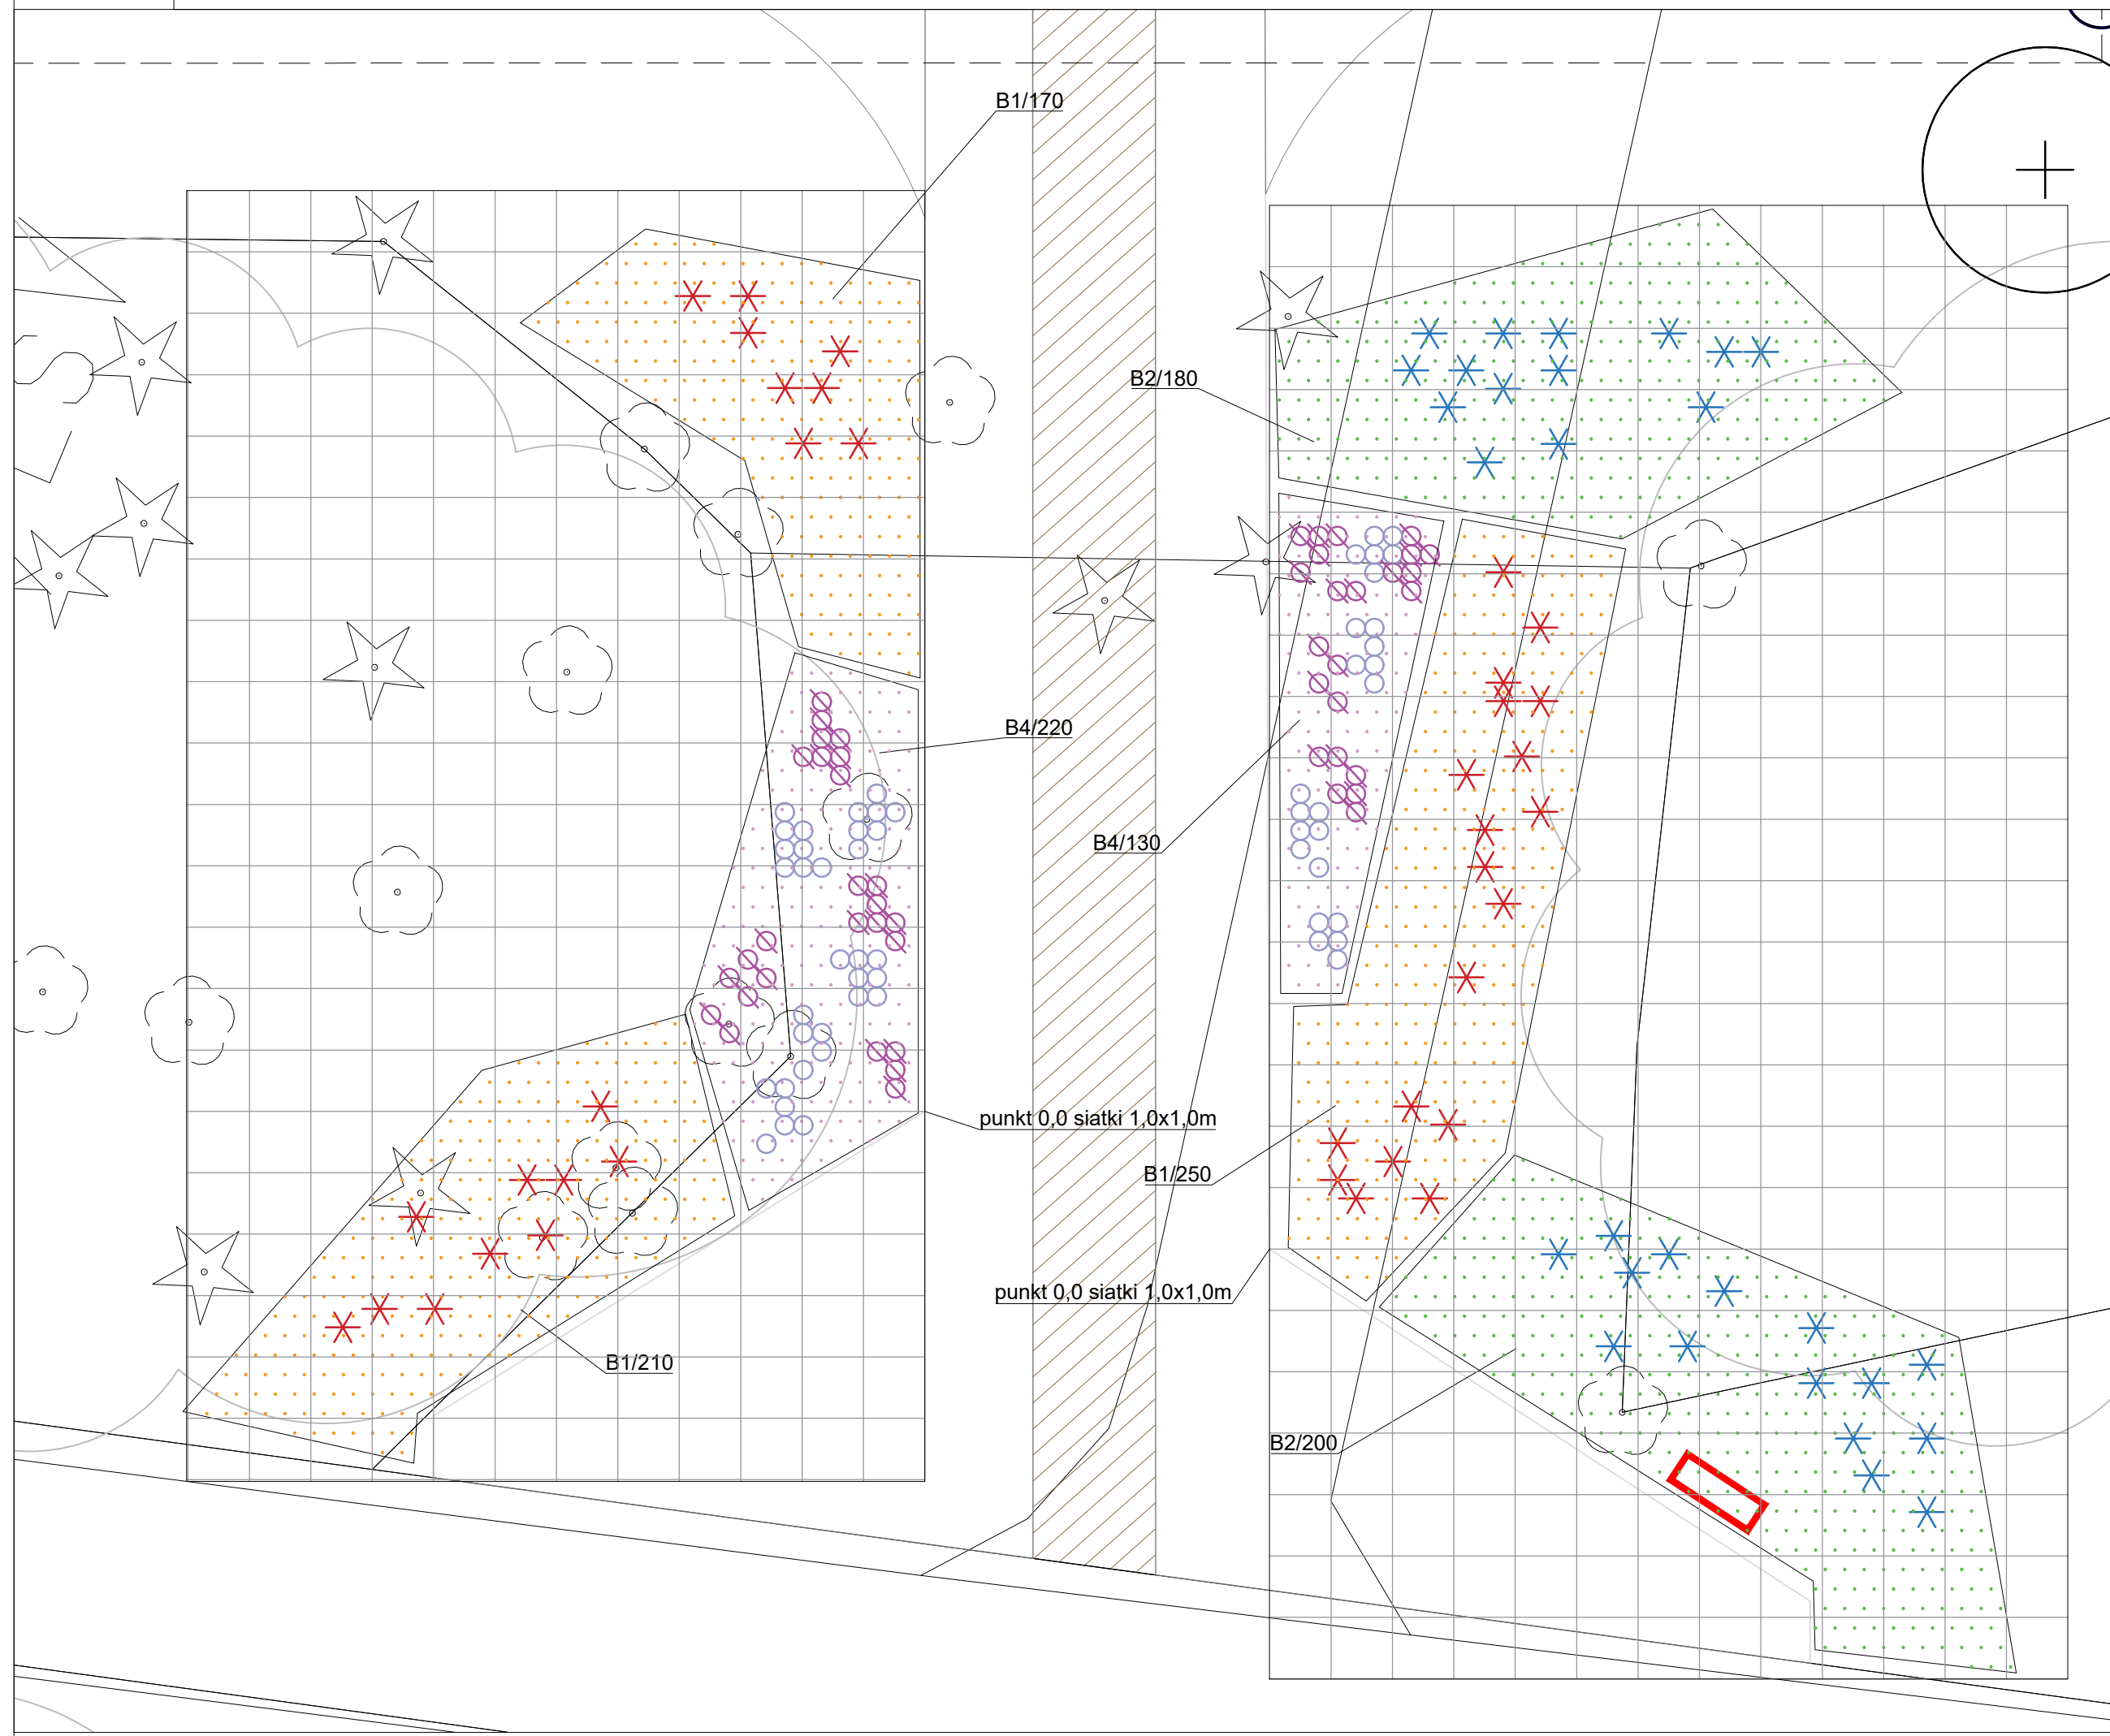 B1/170
B2/180
B4/220
B4/130
punkt 0,0 siatki 1,0x1,0m
B1/250
punkt 0,0 siatki 1,0x1,0m
B1/210
B2/200